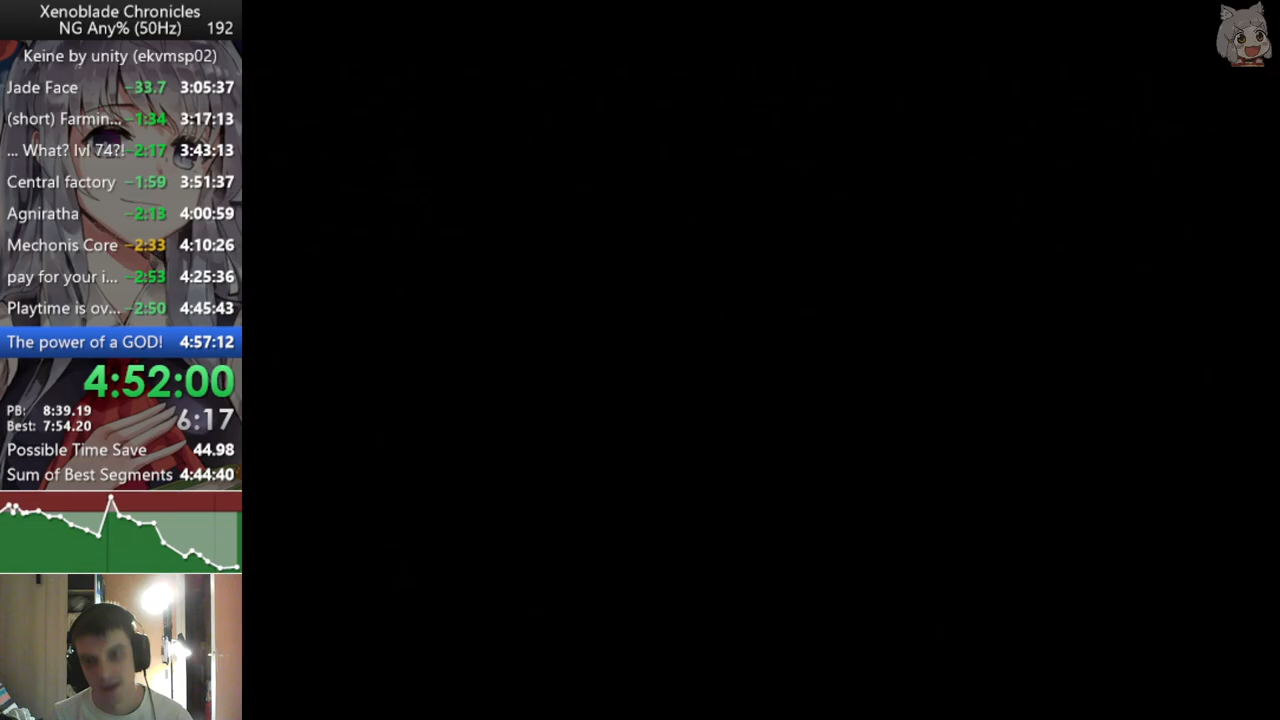 Xenoblade Chronicles
NG Any% (50Hz) 192
Keine by unity (ekvmsp02)
Jade Face -33.7 3:05:37
(short) Farmin... -1:34 3:17:13
... What? lvl 74?! -2:17 3:43:13
Central factory -1:59 3:51:37
Agniratha -2:13 4:00:59
Mechonis Core -2:33 4:10:26
pay for your i... -2:53 4:25:36
Playtime is ov... -2:50 4:45:43
The power of a GOD! 4:57:12
4:52:00
PB: 8:39.19 6:17
Best: 7:54.20
Possible Time Save 44.98
Sum of Best Segments 4:44:40